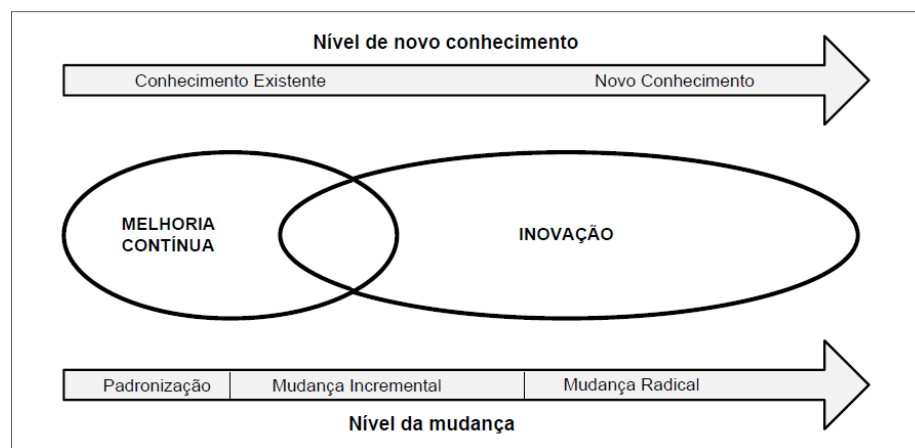 Nível de novo conhecimento
Conhecimento Existente
Novo Conhecimento
MELHORIA
CONTÍNUA
INOVAÇÃO
Padronização
Mudança Incremental
Mudança Radical
Nível da mudança